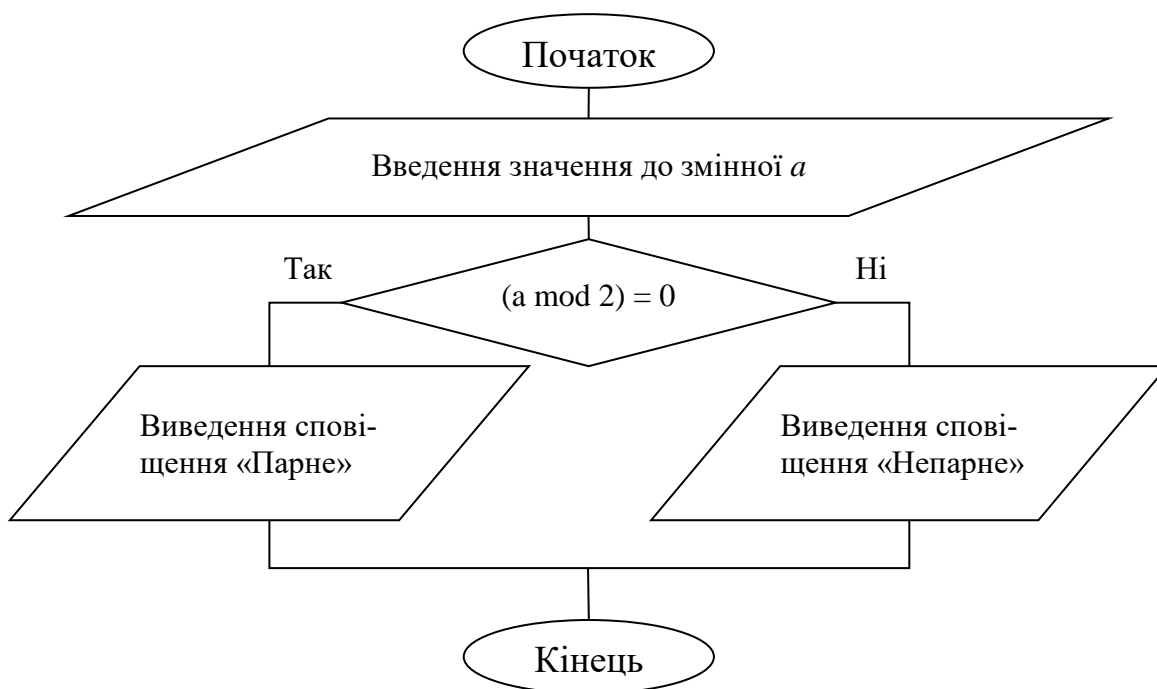 Початок
Введення значення до змінної a
Так
Ні
(a mod 2) = 0
Виведення спові-
щення «Парне»
Виведення спові-
щення «Непарне»
Кінець